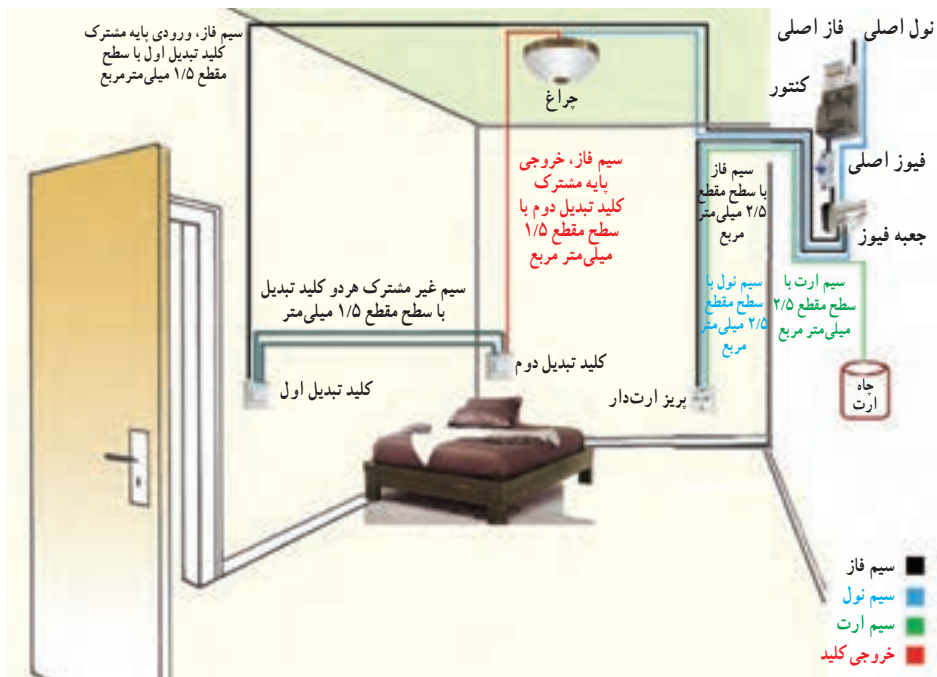 نول اصلی
فاز اصلی
کنتور
فیوز اصلی
جعبه فیوز
سیم فاز، ورودی پایه مشترک
کلید تبدیل اول با سطح
مقطع ۱/۵ میلی‌مترمربع
چراغ
سیم فاز، خروجی
پایه مشترک
کلید تبدیل دوم با
سطح مقطع ۱/۵
میلی‌متر مربع
سیم فاز
با سطح مقطع
۲/۵ میلی‌متر
مربع
سیم نول با
سطح مقطع
۲/۵ میلی‌متر
مربع
سیم ارت با
سطح مقطع ۲/۵
میلی‌متر مربع
چاه
ارت
سیم غیر مشترک هردو کلید تبدیل
با سطح مقطع ۱/۵ میلی‌متر
کلید تبدیل دوم
کلید تبدیل اول
پریز ارت‌دار
سیم فاز
سیم نول
سیم ارت
خروجی کلید